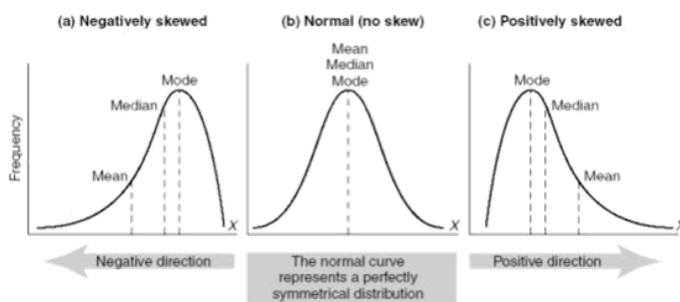 (a) Negatively skewed
(b) Normal (no skew)
(c) Positively skewed
Mean
Median
Mode
Mode
Median
Mean
Mode
Median
Mean
Frequency
X
X
X
Negative direction
The normal curve
represents a perfectly
symmetrical distribution
Positive direction